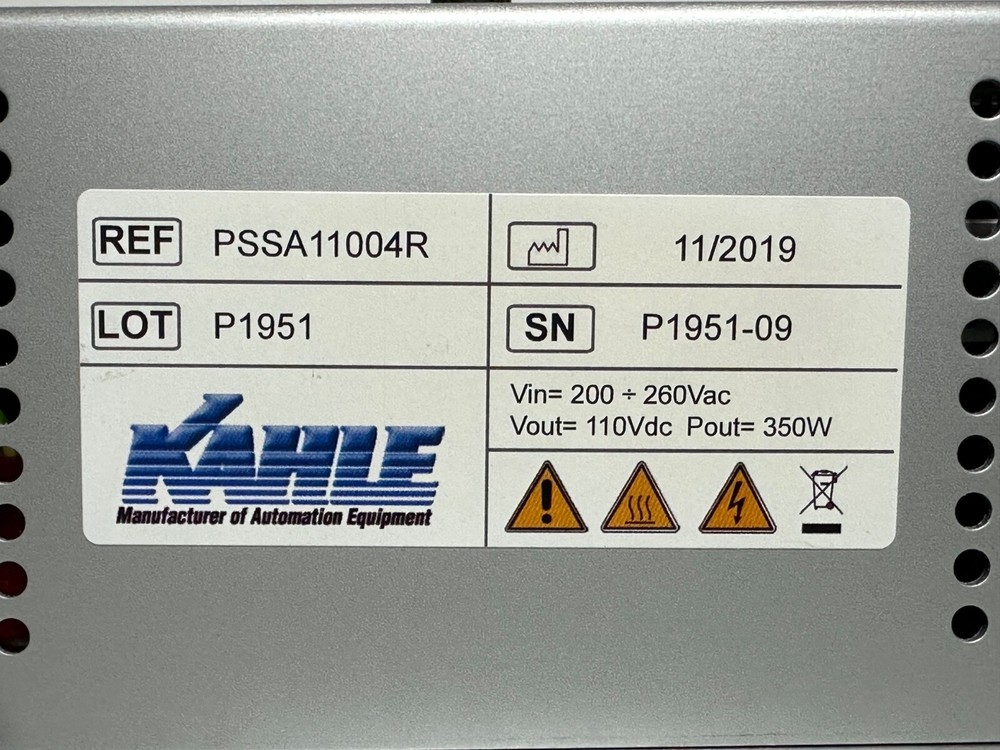 REF PSSA11004R
11/2019
LOT P1951
SN P1951-09
Vin= 200 ÷ 260Vac
Vout= 110Vdc Pout= 350W
KAHLE
Manufacturer of Automation Equipment